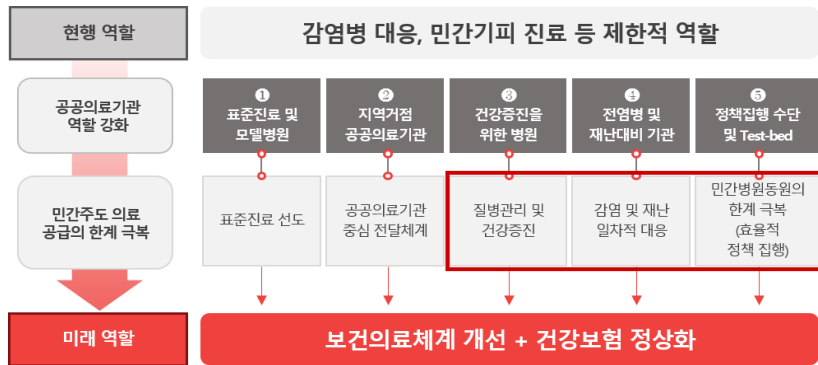 현행 역할
감염병 대응, 민간기피 진료 등 제한적 역할
공공의료기관
역할 강화
❶
표준진료 및
모델병원
❷
지역거점
공공의료기관
❸
건강증진을
위한 병원
❹
전염병 및
재난대비 기관
❺
정책집행 수단
및 Test-bed
민간주도 의료
공급의 한계 극복
표준진료 선도
공공의료기관
중심 전달체계
질병관리 및
건강증진
감염 및 재난
일차적 대응
민간병원동원의
한계 극복
(효율적
정책 집행)
미래 역할
보건의료체계 개선 + 건강보험 정상화